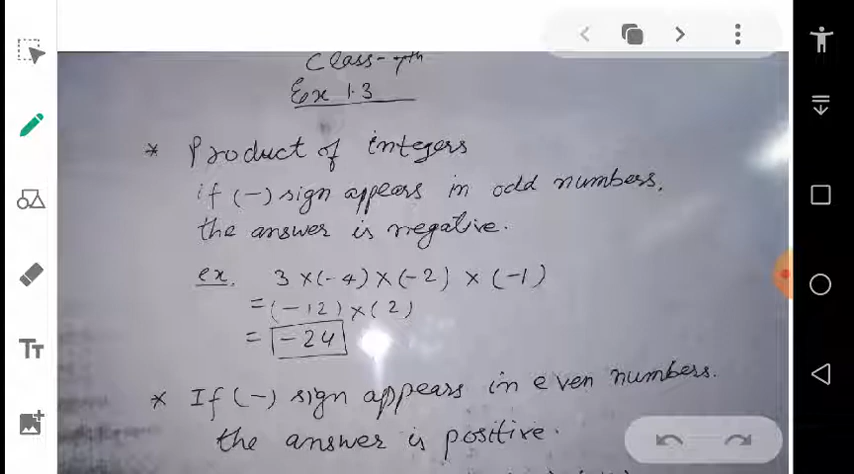 Class-7th
Ex 1.3
* Product of integers
if (-) sign appears in odd numbers,
the answer is negative.
ex. 3 ×(-4)×(-2) × (-1)
= (-12)×(2)
= -24
* If (-) sign appears in even numbers.
the answer is positive.